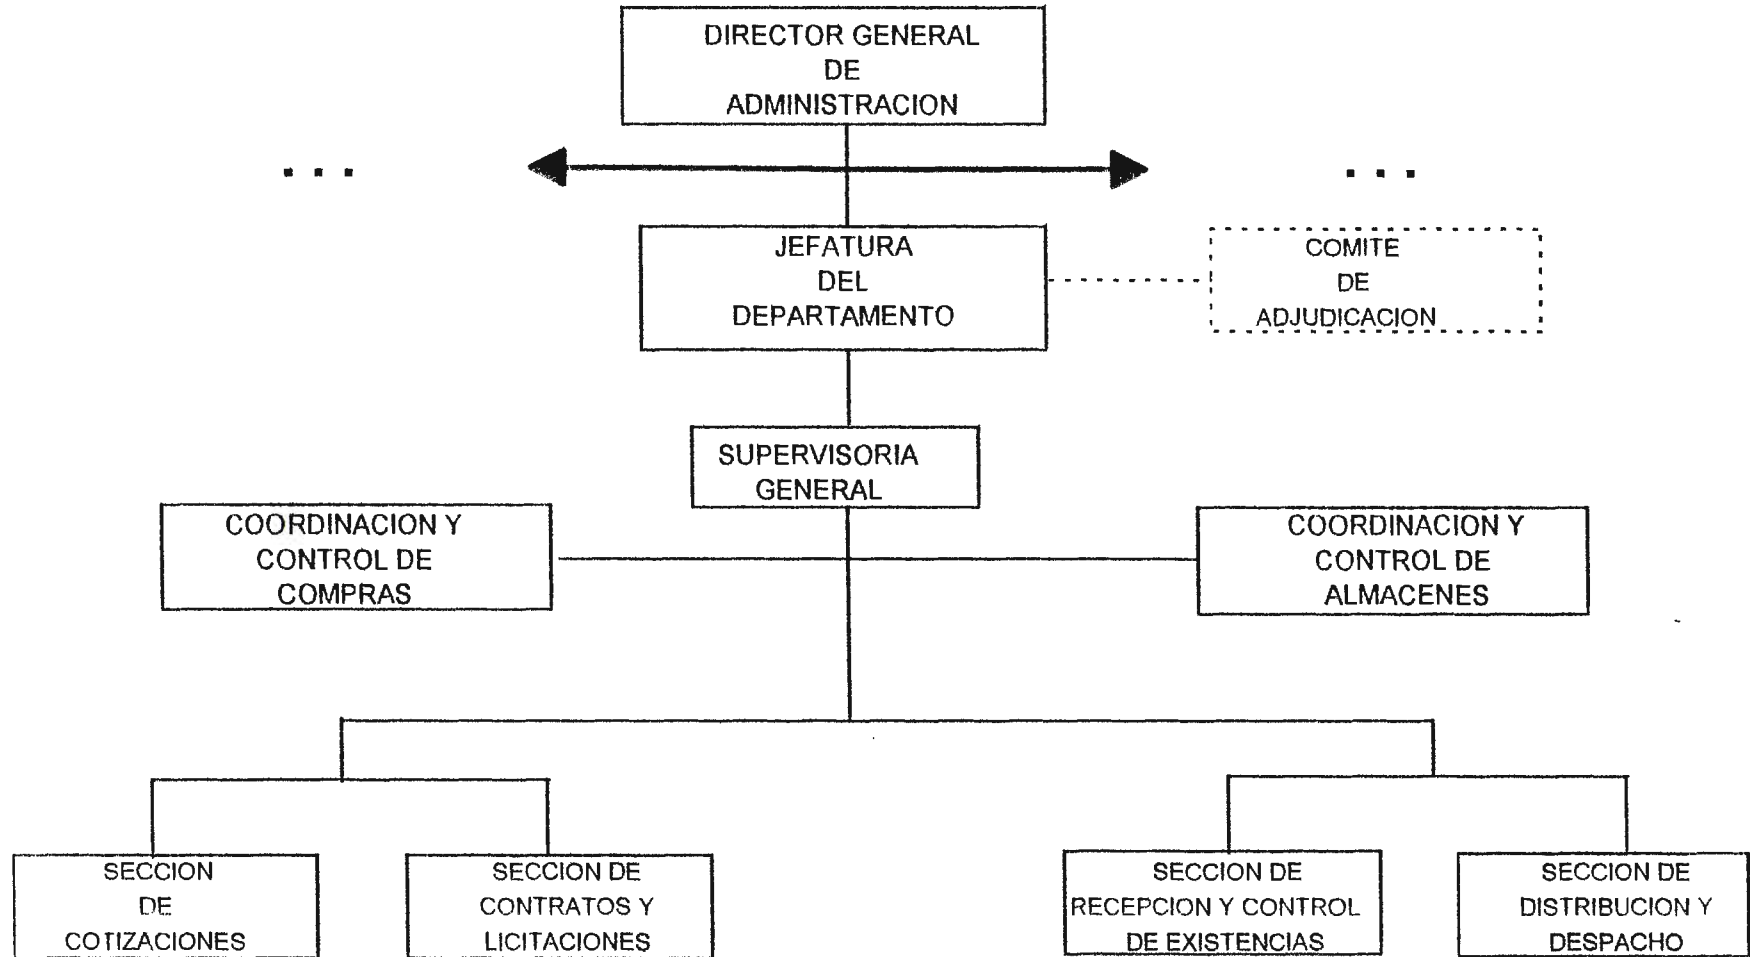 DIRECTOR GENERAL
DE
ADMINISTRACION
. . .
. . .
JEFATURA
DEL
DEPARTAMENTO
COMITE
DE
ADJUDICACION
SUPERVISORIA
GENERAL
COORDINACION Y
CONTROL DE
COMPRAS
COORDINACION Y
CONTROL DE
ALMACENES
SECCION
DE
COTIZACIONES
SECCION DE
CONTRATOS Y
LICITACIONES
SECCION DE
RECEPCION Y CONTROL
DE EXISTENCIAS
SECCION DE
DISTRIBUCION Y
DESPACHO